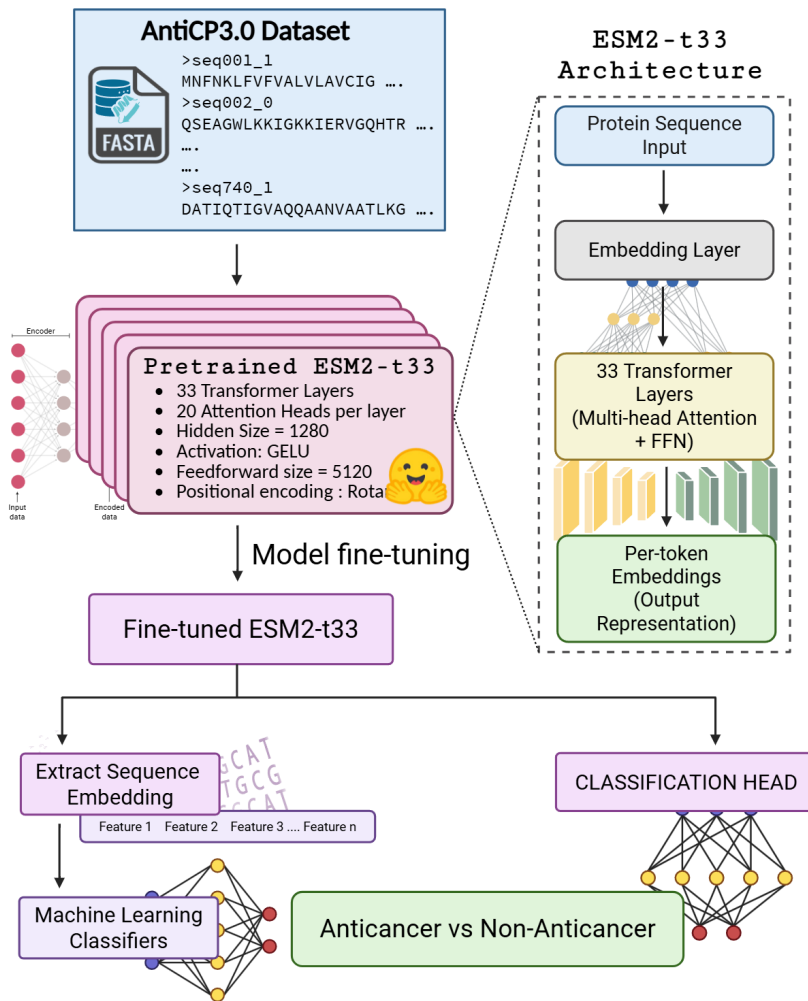 AntiCP3.0 Dataset
>seq001_1
MNFNKLFVFVALVLAVCIG ….
>seq002_0
QSEAGWLKKIGKKIERVGQHTR ….
….
….
>seq740_1
DATIQTIGVAQQAANVAATLKG ….
FASTA
Encoder
Input
data
Encoded
data
Pretrained ESM2-t33
• 33 Transformer Layers
• 20 Attention Heads per layer
• Hidden Size = 1280
• Activation: GELU
• Feedforward size = 5120
• Positional encoding : Rota
Model fine-tuning
Fine-tuned ESM2-t33
ESM2-t33
Architecture
Protein Sequence
Input
Embedding Layer
33 Transformer
Layers
(Multi-head Attention
+ FFN)
Per-token
Embeddings
(Output
Representation)
Extract Sequence
Embedding
GCAT
TGCG
GCAT
Feature 1 Feature 2 Feature 3 .... Feature n
Machine Learning
Classifiers
CLASSIFICATION HEAD
Anticancer vs Non-Anticancer